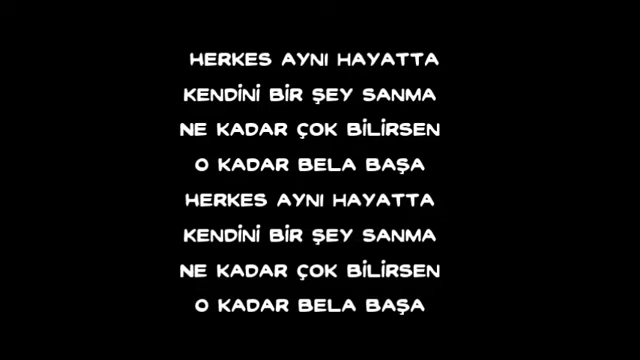 HERKES AYNI HAYATTA
KENDİNİ BİR ŞEY SANMA
NE KADAR ÇOK BİLİRSEN
O KADAR BELA BAŞA
HERKES AYNI HAYATTA
KENDİNİ BİR ŞEY SANMA
NE KADAR ÇOK BİLİRSEN
O KADAR BELA BAŞA